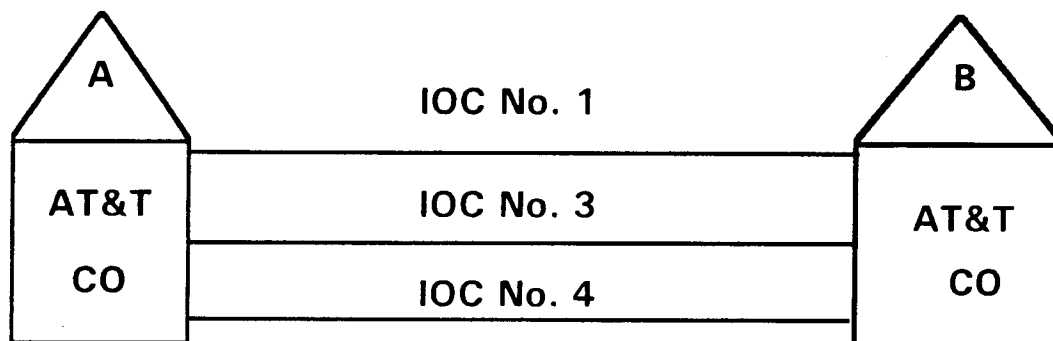 A
B
IOC No. 1
AT&T
CO
IOC No. 3
IOC No. 4
AT&T
CO